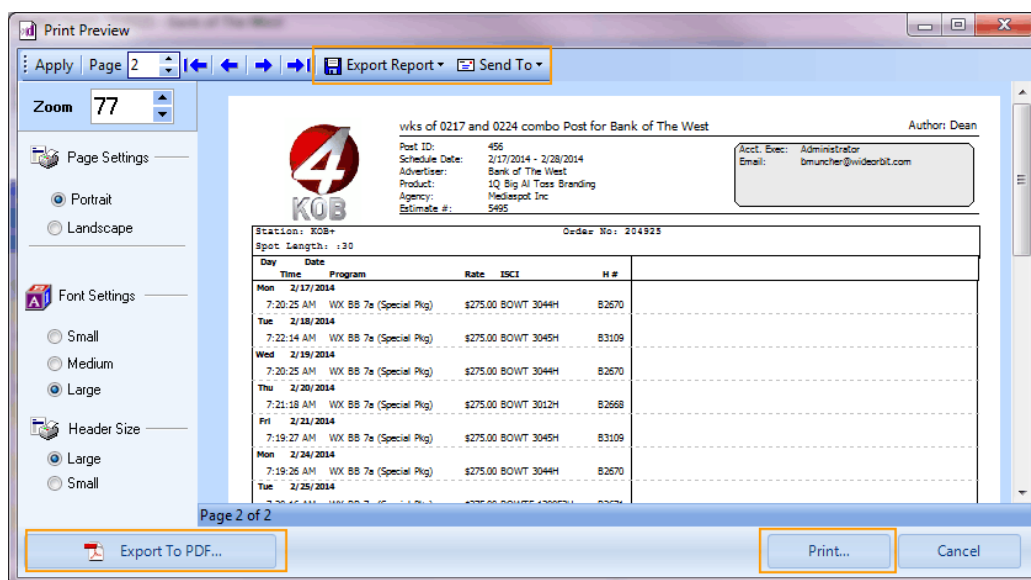 Print Preview
Apply Page 2 Export Report Send To
Zoom 77
Page Settings
Portrait
Landscape
Font Settings
Small
Medium
Large
Header Size
Large
Small
4
KOB
wks of 0217 and 0224 combo Post for Bank of The West
Author: Dean
Post ID: 456
Schedule Date: 2/17/2014 - 2/28/2014
Advertiser: Bank of The West
Product: 1Q Big Al Toss Branding
Agency: Mediaspot Inc
Estimate #: 5495
Acct. Exec: Administrator
Email: bmuncher@wideorbit.com
Station: KOB+ Order No: 204925
Spot Length: :30
Day Date
Time Program Rate ISCI H #
Mon 2/17/2014
7:20:25 AM WX BB 7a (Special Pkg) $275.00 BOWT 3044H B2670
Tue 2/18/2014
7:22:14 AM WX BB 7a (Special Pkg) $275.00 BOWT 3045H B3109
Wed 2/19/2014
7:20:25 AM WX BB 7a (Special Pkg) $275.00 BOWT 3044H B2670
Thu 2/20/2014
7:21:18 AM WX BB 7a (Special Pkg) $275.00 BOWT 3012H B2668
Fri 2/21/2014
7:19:27 AM WX BB 7a (Special Pkg) $275.00 BOWT 3045H B3109
Mon 2/24/2014
7:19:26 AM WX BB 7a (Special Pkg) $275.00 BOWT 3044H B2670
Tue 2/25/2014
Page 2 of 2
Export To PDF...
Print...
Cancel